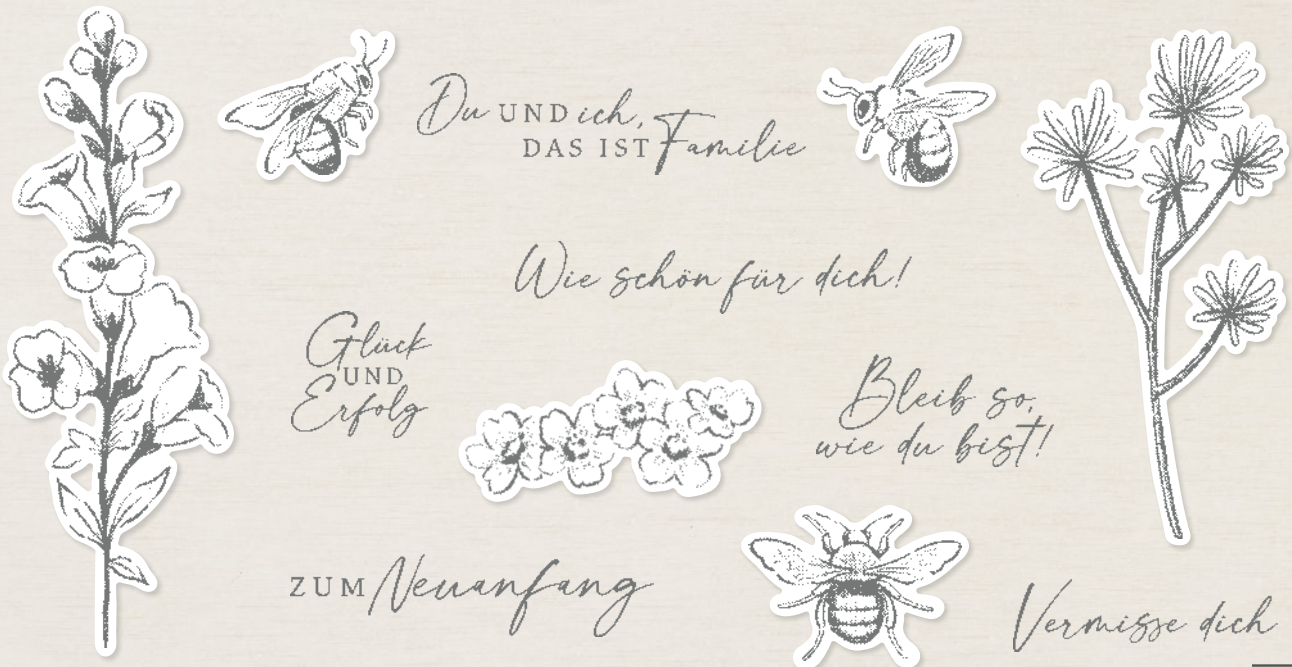 Du UND ich,
DAS IST Familie
Wie schön für dich!
Glück
UND
Erfolg
Bleib so,
wie du bist!
ZUM Neuanfang
Vermisse dich